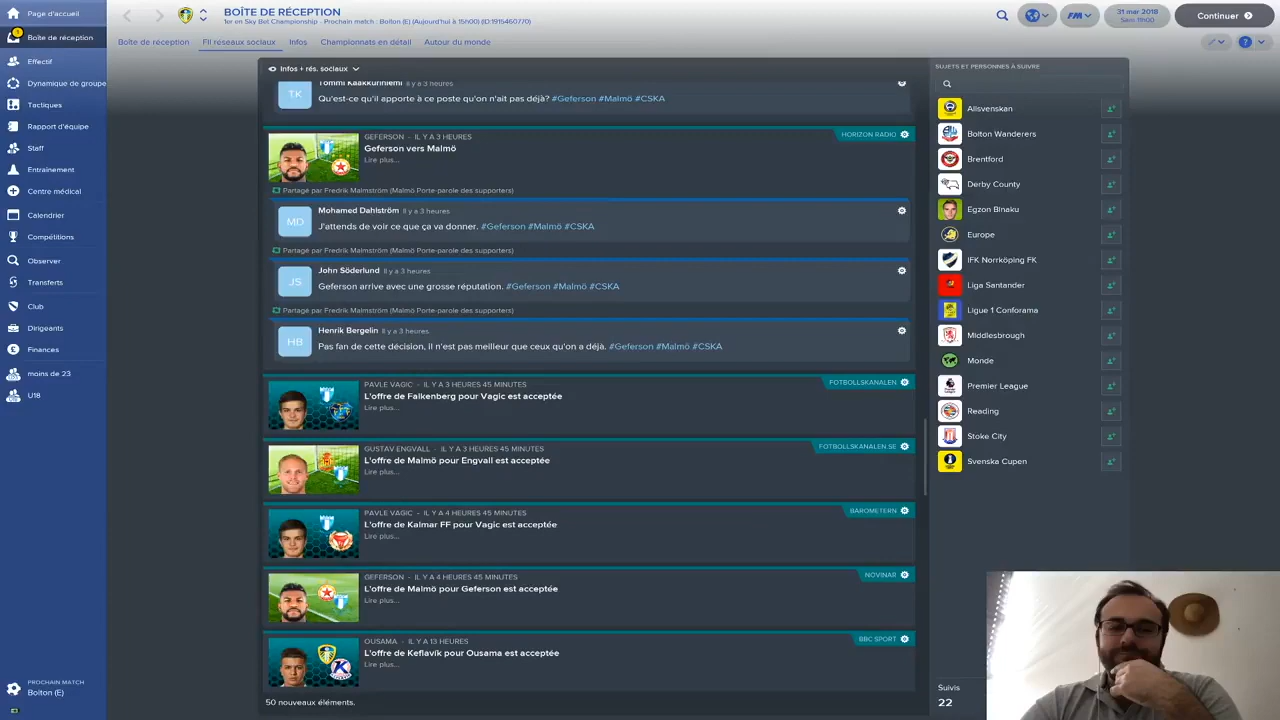 Page d'accueil
1
Boîte de réception
Effectif
Dynamique de groupe
Tactiques
Rapport d'équipe
Staff
Entraînement
Centre médical
Calendrier
Compétitions
Observer
Transferts
Club
Dirigeants
Finances
moins de 23
U18
PROCHAIN MATCH
Bolton (E)
BOÎTE DE RÉCEPTION
1er en Sky Bet Championship - Prochain match : Bolton (E) (Aujourd'hui à 15h00) (ID:1915460770)
FM
31 mar 2018
Sam 11h00
Continuer
Boîte de réception
Fil réseaux sociaux
Infos
Championnats en détail
Autour du monde
?
Infos + rés. sociaux
TK
Tommi Kaakkuriniemi Il y a 3 heures
Qu'est-ce qu'il apporte à ce poste qu'on n'ait pas déjà? #Geferson #Malmö #CSKA
GEFERSON - IL Y A 3 HEURES
HORIZON RADIO
Geferson vers Malmö
Lire plus...
Partagé par Fredrik Malmström (Malmö Porte-parole des supporters)
MD
Mohamed Dahlström Il y a 3 heures
J'attends de voir ce que ça va donner. #Geferson #Malmö #CSKA
Partagé par Fredrik Malmström (Malmö Porte-parole des supporters)
JS
John Söderlund Il y a 3 heures
Geferson arrive avec une grosse réputation. #Geferson #Malmö #CSKA
Partagé par Fredrik Malmström (Malmö Porte-parole des supporters)
HB
Henrik Bergelin Il y a 3 heures
Pas fan de cette décision, il n'est pas meilleur que ceux qu'on a déjà. #Geferson #Malmö #CSKA
PAVLE VAGIC - IL Y A 3 HEURES 45 MINUTES
FOTBOLLSKANALEN
L'offre de Falkenberg pour Vagic est acceptée
Lire plus...
GUSTAV ENGVALL - IL Y A 3 HEURES 45 MINUTES
FOTBOLLSKANALEN.SE
L'offre de Malmö pour Engvall est acceptée
Lire plus...
PAVLE VAGIC - IL Y A 4 HEURES 45 MINUTES
BAROMETERN
L'offre de Kalmar FF pour Vagic est acceptée
Lire plus...
GEFERSON - IL Y A 4 HEURES 45 MINUTES
NOVINAR
L'offre de Malmö pour Geferson est acceptée
Lire plus...
OUSAMA - IL Y A 13 HEURES
BBC SPORT
L'offre de Keflavík pour Ousama est acceptée
Lire plus...
50 nouveaux éléments.
SUJETS ET PERSONNES À SUIVRE
Allsvenskan
Bolton Wanderers
Brentford
Derby County
Egzon Binaku
Europe
IFK Norrköping FK
Liga Santander
Ligue 1 Conforama
Middlesbrough
Monde
Premier League
Reading
Stoke City
Svenska Cupen
Suivis
22